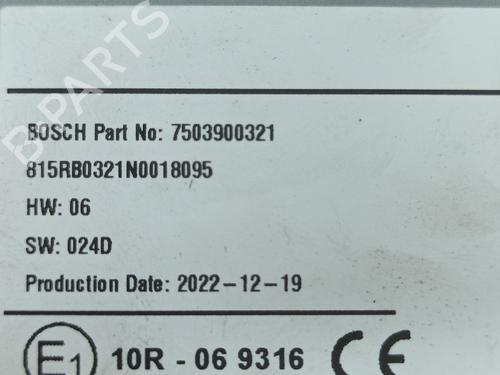 BOSCH Part No: 7503900321
815RB0321N0018095
HW: 06
SW: 024D
Production Date: 2022-12-19
E1 10R - 06 9316 CE
B-PARTS